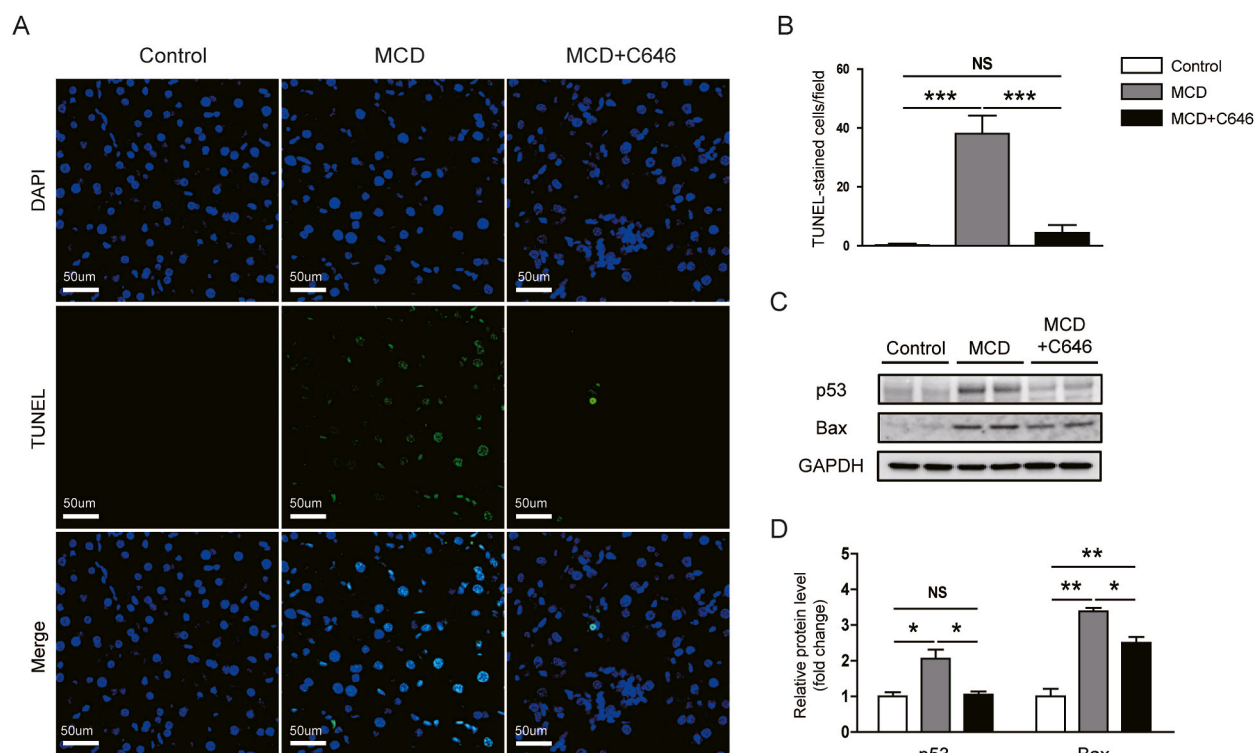 A
Control MCD MCD+C646
DAPI
50um 50um 50um
TUNEL
50um 50um 50um
Merge
50um 50um 50um
B
TUNEL-stained cells/field
60
40
20
0
NS
*** ***
Control
MCD
MCD+C646
C
Control MCD MCD
+C646
p53
Bax
GAPDH
D
Relative protein level
(fold change)
5
4
3
2
1
0
NS
* *
**
** *
p53 Bax